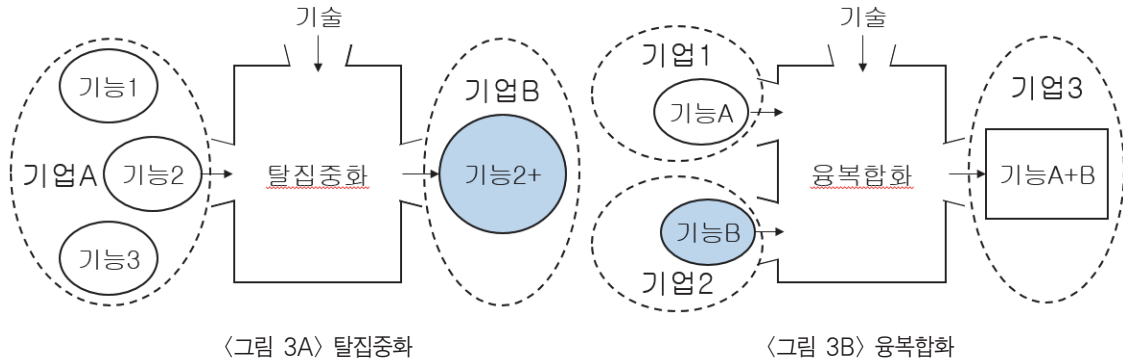 기술
기능1
기업A
기능2
기능3
탈집중화
기업B
기능2+
<그림 3A> 탈집중화
기술
기업1
기능A
기능B
기업2
융복합화
기업3
기능A+B
<그림 3B> 융복합화